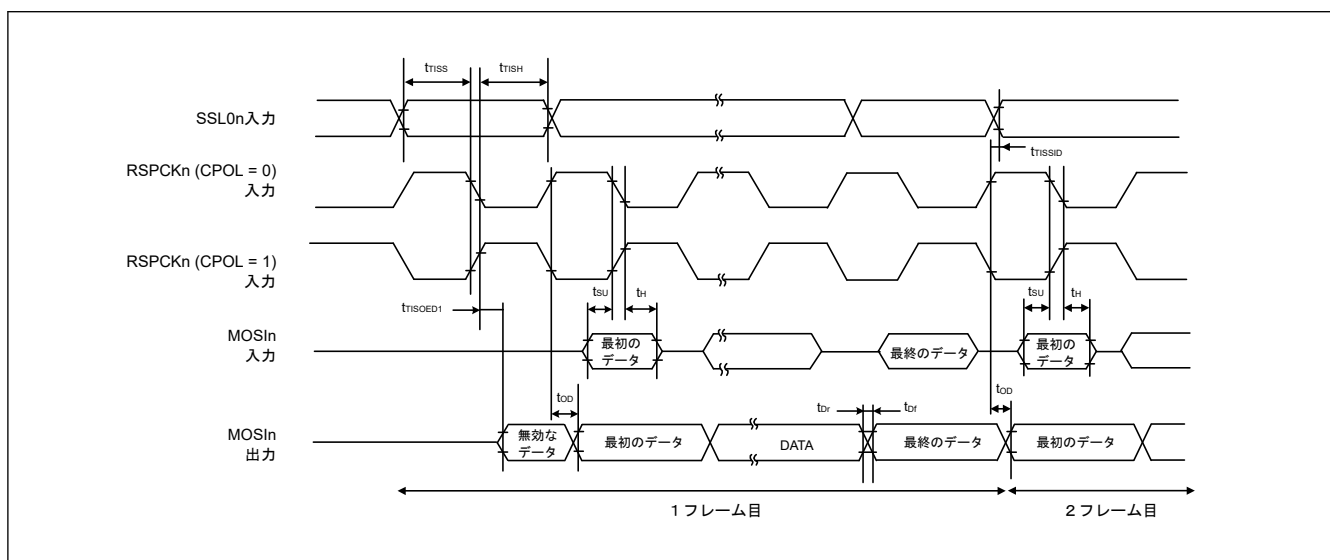 tTISS
tTISH
SSL0n入力
tTISSID
RSPCKn (CPOL = 0)
入力
RSPCKn (CPOL = 1)
入力
tSU
tH
tSU
tH
tTISOED1
MOSIn
入力
最初の
データ
最終のデータ
最初の
データ
tOD
tDr
tDf
tOD
MOSIn
出力
無効な
データ
最初のデータ
DATA
最終のデータ
最初のデータ
1フレーム目
2フレーム目